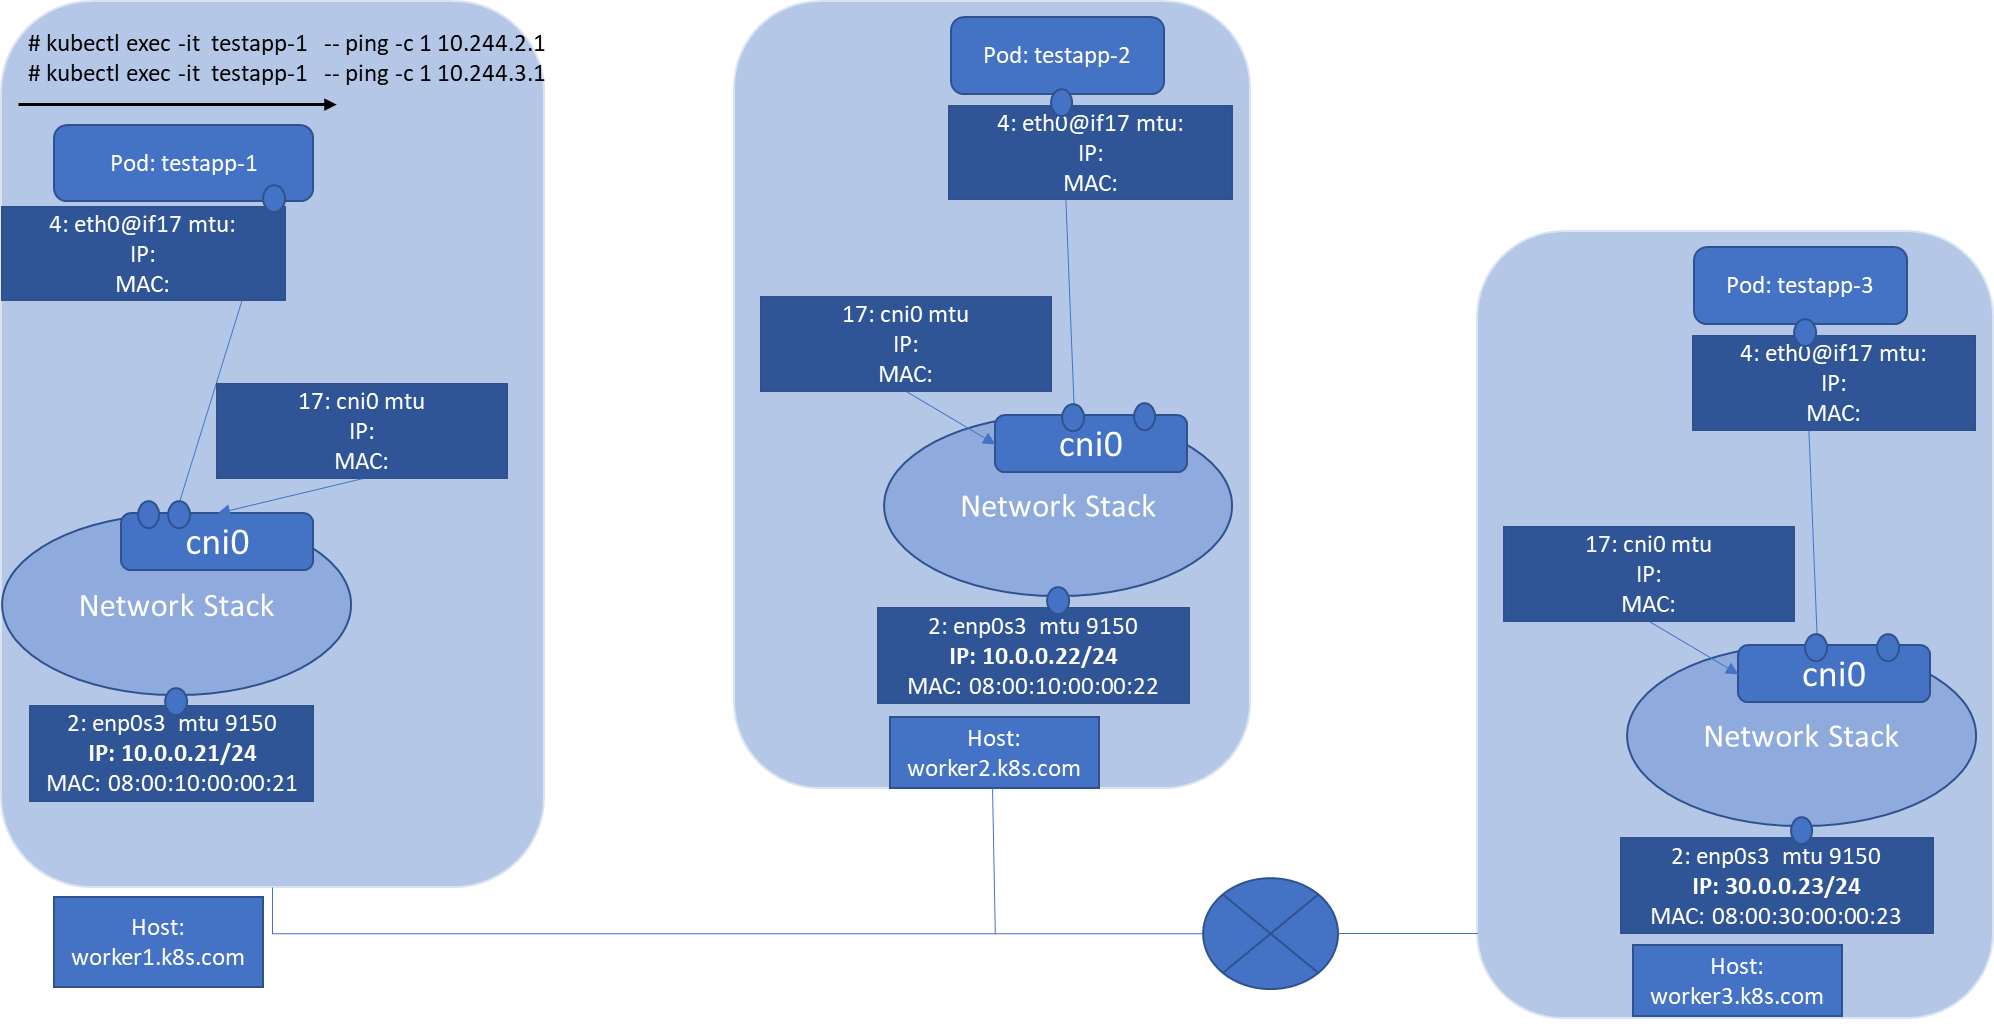 # kubectl exec -it  testapp-1   -- ping -c 1 10.244.2.1
# kubectl exec -it  testapp-1   -- ping -c 1 10.244.3.1
Pod: testapp-1
4: eth0@if17 mtu:
IP:
MAC:
17: cni0 mtu
IP:
MAC:
cni0
Network Stack
2: enp0s3  mtu 9150
IP: 10.0.0.21/24
MAC: 08:00:10:00:00:21
Host:
worker1.k8s.com
Pod: testapp-2
4: eth0@if17 mtu:
IP:
MAC:
17: cni0 mtu
IP:
MAC:
cni0
Network Stack
2: enp0s3  mtu 9150
IP: 10.0.0.22/24
MAC: 08:00:10:00:00:22
Host:
worker2.k8s.com
Pod: testapp-3
4: eth0@if17 mtu:
IP:
MAC:
17: cni0 mtu
IP:
MAC:
cni0
Network Stack
2: enp0s3  mtu 9150
IP: 30.0.0.23/24
MAC: 08:00:30:00:00:23
Host:
worker3.k8s.com